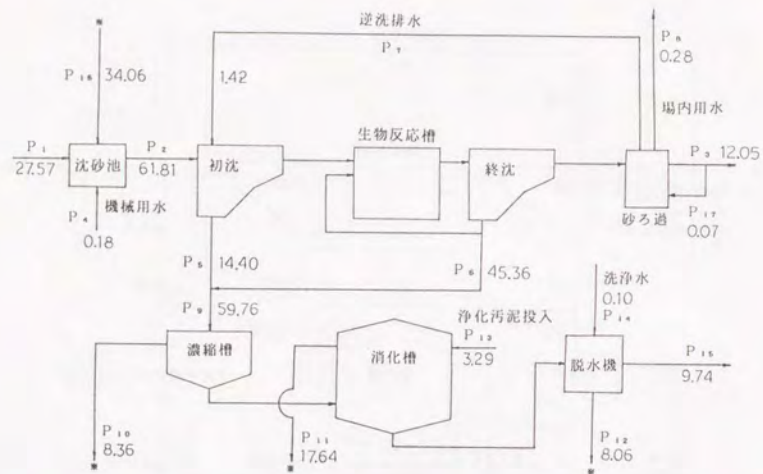 逆洗排水
P₇
P₈
0.28
P₁₆ 34.06
1.42
場内用水
生物反応槽
P₁
27.57
沈砂池
P₂
61.81
初沈
終沈
P₃ 12.05
砂ろ過
P₁₇
0.07
機械用水
P₄
0.18
P₅ 14.40
P₆ 45.36
洗浄水
0.10
P₁₄
P₉ 59.76
浄化汚泥投入
P₁₃
3.29
濃縮槽
消化槽
脱水機
P₁₅
9.74
P₁₀
8.36
P₁₁
17.64
P₁₂
8.06